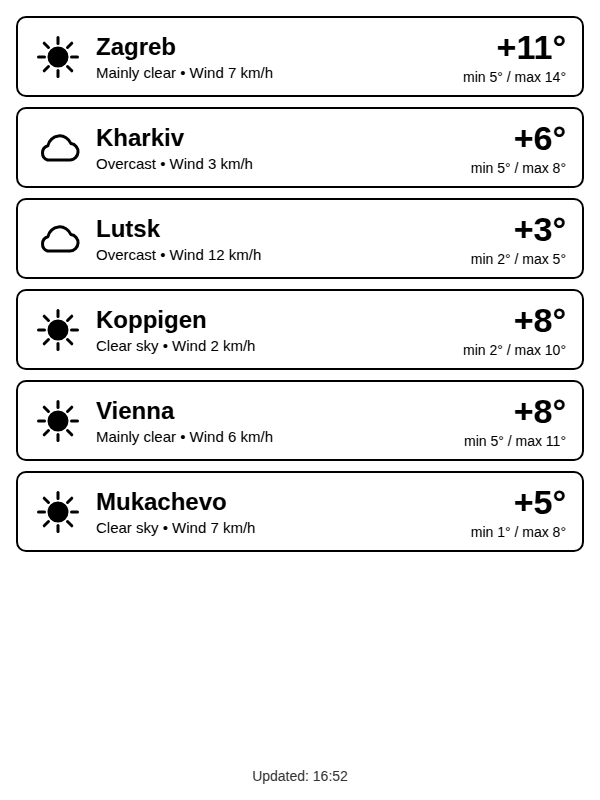 Zagreb
Mainly clear • Wind 7 km/h
+11°
min 5° / max 14°
Kharkiv
Overcast • Wind 3 km/h
+6°
min 5° / max 8°
Lutsk
Overcast • Wind 12 km/h
+3°
min 2° / max 5°
Koppigen
Clear sky • Wind 2 km/h
+8°
min 2° / max 10°
Vienna
Mainly clear • Wind 6 km/h
+8°
min 5° / max 11°
Mukachevo
Clear sky • Wind 7 km/h
+5°
min 1° / max 8°
Updated: 16:52